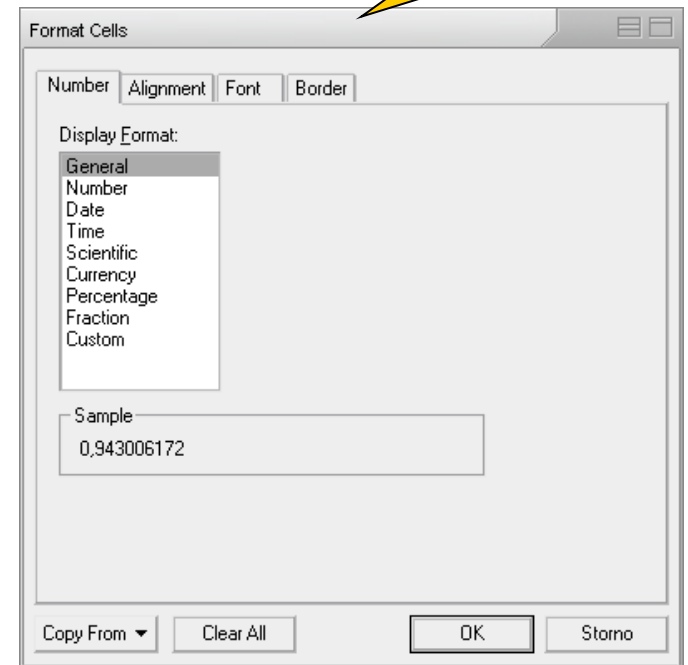 Format Cells
Number Alignment Font Border
Display Format:
General
Number
Date
Time
Scientific
Currency
Percentage
Fraction
Custom
Sample
0,943006172
Copy From Clear All OK Storno